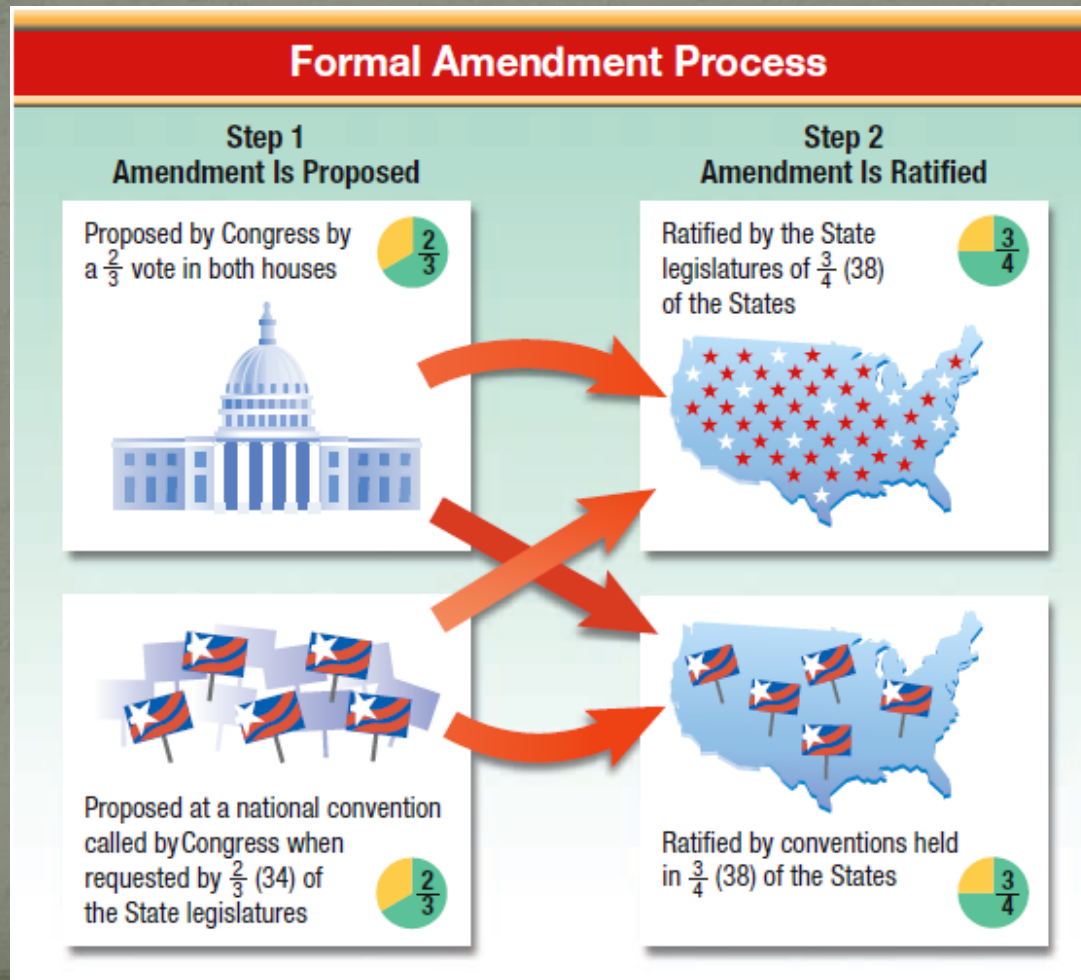 Formal Amendment Process
Step 1
Amendment Is Proposed
Proposed by Congress by
a 2/3 vote in both houses
2/3
Proposed at a national convention
called by Congress when
requested by 2/3 (34) of
the State legislatures
2/3
Step 2
Amendment Is Ratified
Ratified by the State
legislatures of 3/4 (38)
of the States
3/4
Ratified by conventions held
in 3/4 (38) of the States
3/4